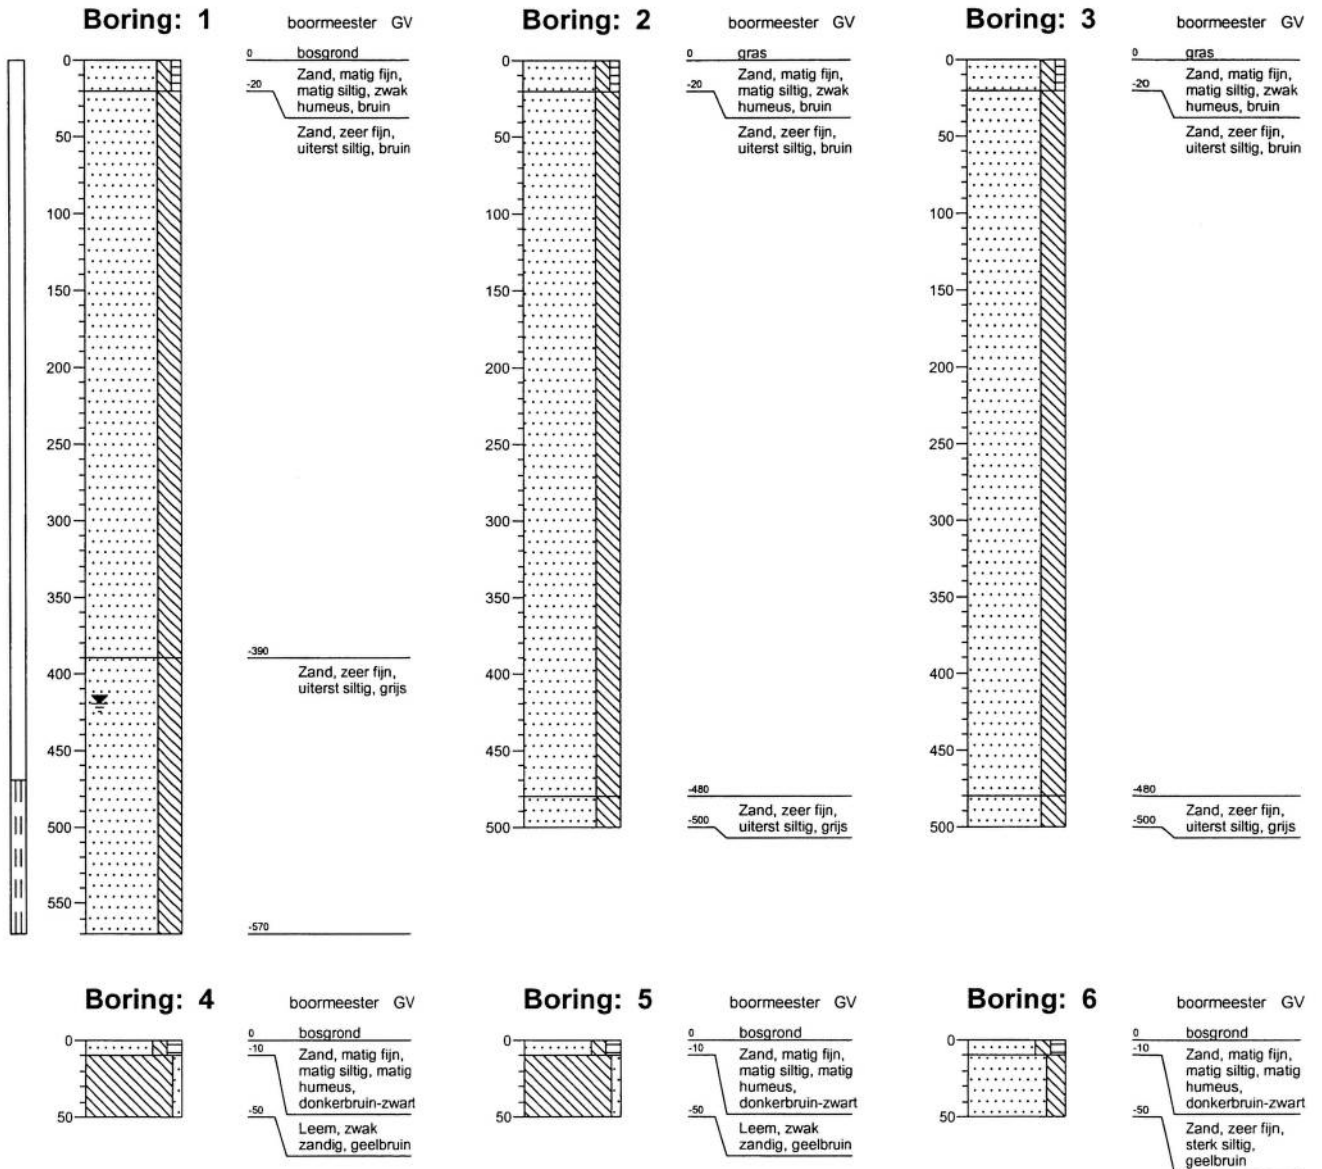 Boring: 1
boormeester GV
0 bosgrond
Zand, matig fijn,
-20 matig siltig, zwak
humeus, bruin
Zand, zeer fijn,
uiterst siltig, bruin
-390
Zand, zeer fijn,
uiterst siltig, grijs
-570
0
50
100
150
200
250
300
350
400
450
500
550
Boring: 2
boormeester GV
0 gras
Zand, matig fijn,
-20 matig siltig, zwak
humeus, bruin
Zand, zeer fijn,
uiterst siltig, bruin
-480
Zand, zeer fijn,
-500 uiterst siltig, grijs
0
50
100
150
200
250
300
350
400
450
500
Boring: 3
boormeester GV
0 gras
Zand, matig fijn,
-20 matig siltig, zwak
humeus, bruin
Zand, zeer fijn,
uiterst siltig, bruin
-480
Zand, zeer fijn,
-500 uiterst siltig, grijs
0
50
100
150
200
250
300
350
400
450
500
Boring: 4
boormeester GV
0 bosgrond
-10 Zand, matig fijn,
matig siltig, matig
humeus,
donkerbruin-zwart
-50
Leem, zwak
zandig, geelbruin
0
50
Boring: 5
boormeester GV
0 bosgrond
-10 Zand, matig fijn,
matig siltig, matig
humeus,
donkerbruin-zwart
-50
Leem, zwak
zandig, geelbruin
0
50
Boring: 6
boormeester GV
0 bosgrond
-10 Zand, matig fijn,
matig siltig, matig
humeus,
donkerbruin-zwart
-50
Zand, zeer fijn,
sterk siltig,
geelbruin
0
50